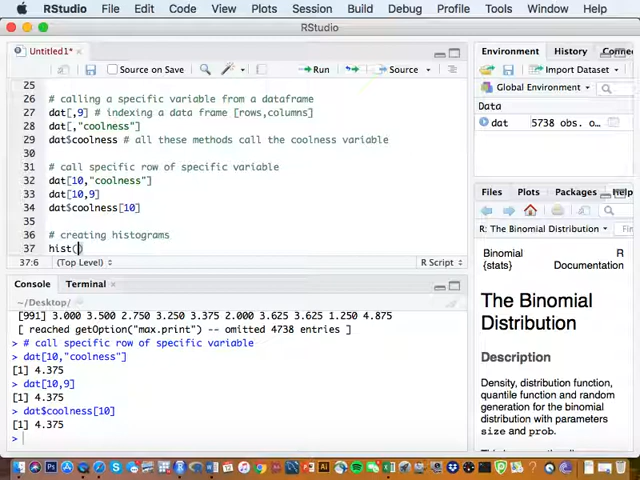 RStudio File Edit Code View Plots Session Build Debug Profile Tools Window Help
RStudio
Untitled1*
Source on Save Run Source
25
26 # calling a specific variable from a dataframe
27 dat[,9] # indexing a data frame [rows,columns]
28 dat[,"coolness"]
29 dat$coolness # all these methods call the coolness variable
30
31 # call specific row of specific variable
32 dat[10,"coolness"]
33 dat[10,9]
34 dat$coolness[10]
35
36 # creating histograms
37 hist()
37:6 (Top Level) R Script
Console Terminal
~/Desktop/
[991] 3.000 3.500 2.750 3.250 3.375 2.000 3.625 3.625 1.250 4.875
[ reached getOption("max.print") -- omitted 4738 entries ]
> # call specific row of specific variable
> dat[10,"coolness"]
[1] 4.375
> dat[10,9]
[1] 4.375
> dat$coolness[10]
[1] 4.375
>
Environment History Connec
Import Dataset
Global Environment
Data
dat 5738 obs. o…
Files Plots Packages
R: The Binomial Distribution
Binomial {stats} R Documentation
The Binomial
Distribution
Description
Density, distribution function,
quantile function and random
generation for the binomial
distribution with parameters
size and prob.